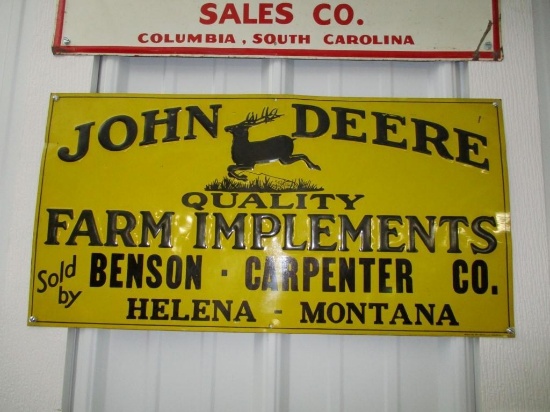 SALES CO.
COLUMBIA, SOUTH CAROLINA
JOHN DEERE
QUALITY
FARM IMPLEMENTS
Sold by BENSON · CARPENTER CO.
HELENA - MONTANA